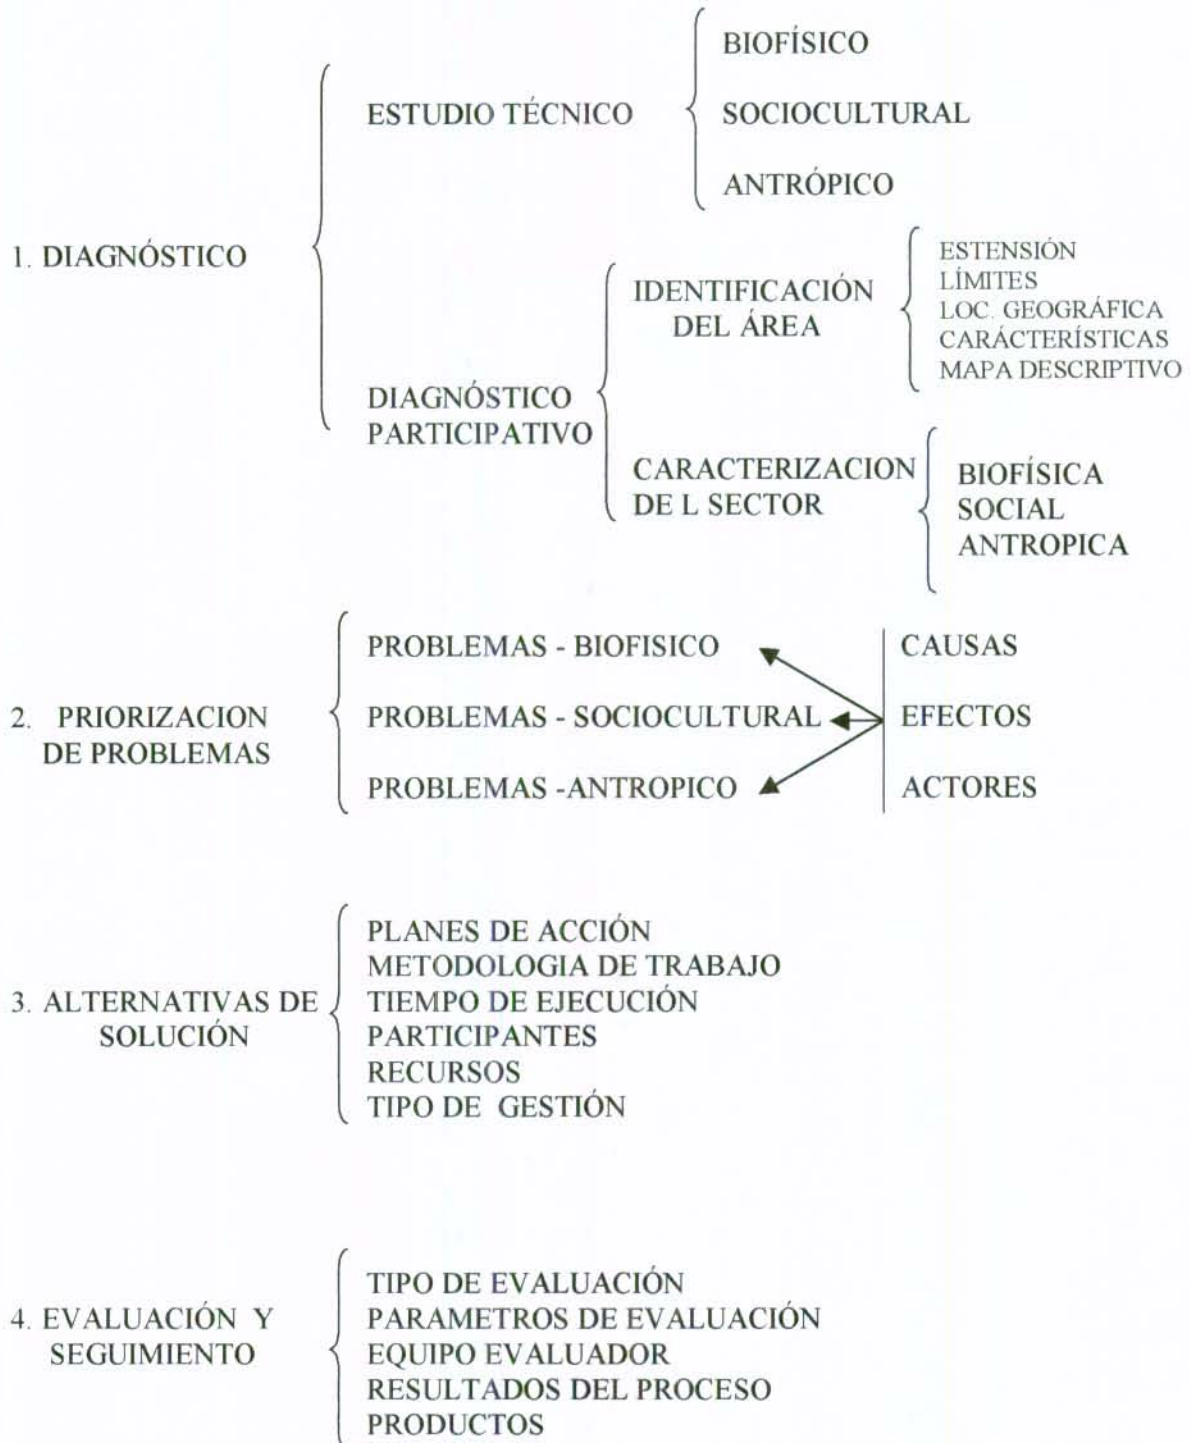 BIOFÍSICO
ESTUDIO TÉCNICO
SOCIOCULTURAL
ANTRÓPICO
1. DIAGNÓSTICO
IDENTIFICACIÓN
DEL ÁREA
ESTENSIÓN
LÍMITES
LOC. GEOGRÁFICA
CARÁCTERÍSTICAS
MAPA DESCRIPTIVO
DIAGNÓSTICO
PARTICIPATIVO
CARACTERIZACION
DE L SECTOR
BIOFÍSICA
SOCIAL
ANTROPICA
2. PRIORIZACION
DE PROBLEMAS
PROBLEMAS - BIOFISICO
PROBLEMAS - SOCIOCULTURAL
PROBLEMAS -ANTROPICO
CAUSAS
EFECTOS
ACTORES
3. ALTERNATIVAS DE
SOLUCIÓN
PLANES DE ACCIÓN
METODOLOGIA DE TRABAJO
TIEMPO DE EJECUCIÓN
PARTICIPANTES
RECURSOS
TIPO DE GESTIÓN
4. EVALUACIÓN Y
SEGUIMIENTO
TIPO DE EVALUACIÓN
PARAMETROS DE EVALUACIÓN
EQUIPO EVALUADOR
RESULTADOS DEL PROCESO
PRODUCTOS